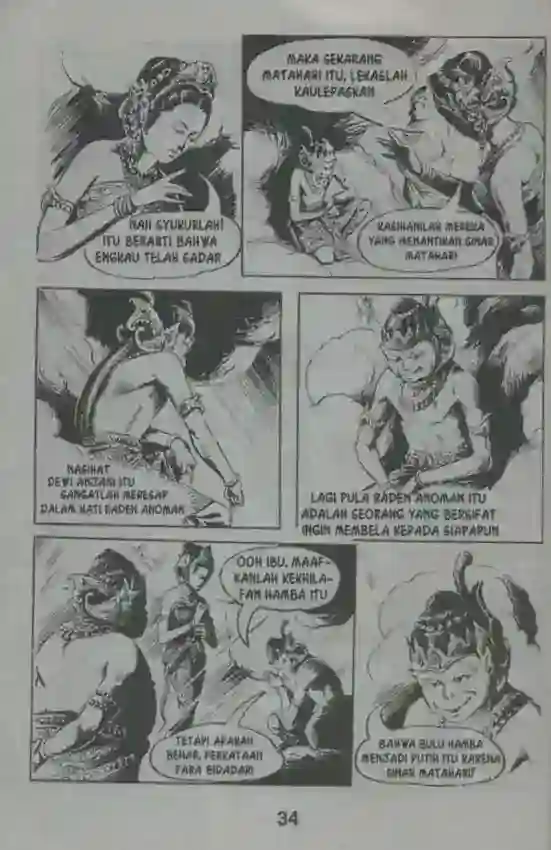 NAH SYUKURLAH!
ITU BERARTI BAHWA
ENGKAU TELAH SADAR
MAKA SEKARANG
MATAHARI ITU, LEKASLAH
KAULEPASKAN
KASIHANILAH MEREKA
YANG MENANTIKAN SINAR
MATAHARI
NASIHAT
DEWI ANJANI ITU
SANGATLAH MERESAP
DALAM HATI RADEN ANOMAN
LAGI PULA RADEN ANOMAN ITU
ADALAH SEORANG YANG BERSIFAT
INGIN MEMBELA KEPADA SIAPAPUN
OOH IBU, MAAF-
KANLAH KEKHILA-
FAN HAMBA ITU
TETAPI APAKAH
BENAR, PERKATAAN
PARA BIDADARI
BAHWA BULU HAMBA
MENJADI PUTIH ITU KARENA
SINAR MATAHARI?
34